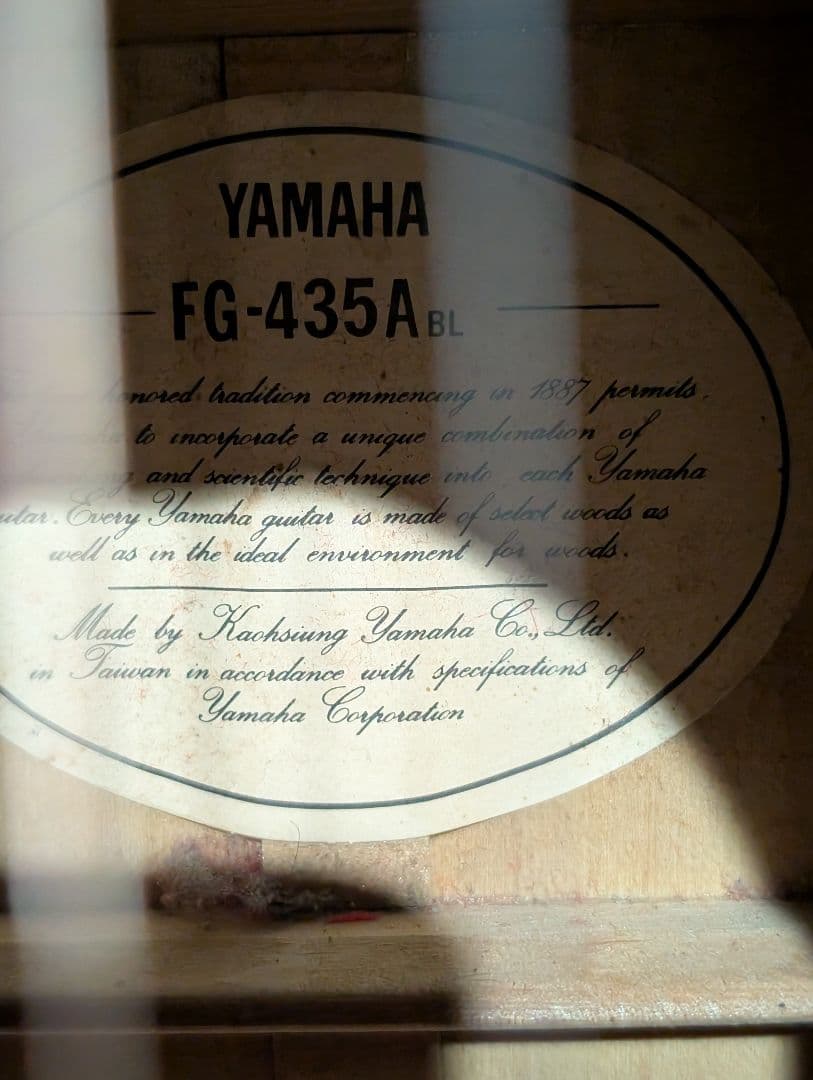 YAMAHA
FG-435A BL
honored tradition commencing in 1887 permits
to incorporate a unique combination of
and scientific technique into each Yamaha
Every Yamaha guitar is made of select woods as
well as in the ideal environment for woods.
Made by Kaohsiung Yamaha Co., Ltd.
in Taiwan in accordance with specifications of
Yamaha Corporation